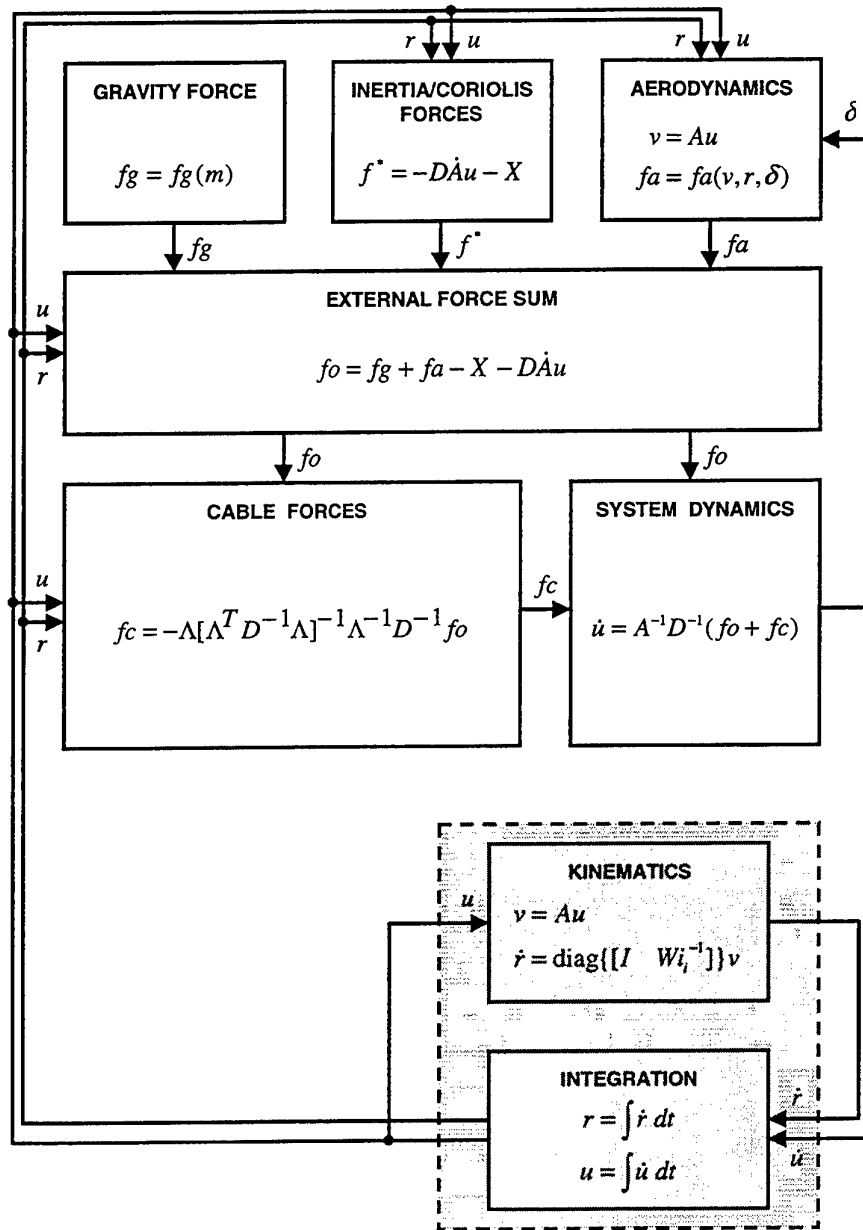 r u r u
GRAVITY FORCE
fg = fg(m)
INERTIA/CORIOLIS
FORCES
f* = −DȦu − X
AERODYNAMICS
v = Au
fa = fa(v, r, δ)
δ
fg f* fa
EXTERNAL FORCE SUM
u
fo = fg + fa − X − DȦu
r
fo fo
CABLE FORCES
u
fc = −Λ[Λ^T D^−1 Λ]^−1 Λ^−1 D^−1 fo
r
fc
SYSTEM DYNAMICS
u̇ = A^−1 D^−1 (fo + fc)
KINEMATICS
u
v = Au
ṙ = diag{[I Wi_i^−1]}v
INTEGRATION
r = ∫ṙ dt
u = ∫u̇ dt
ṙ
u̇